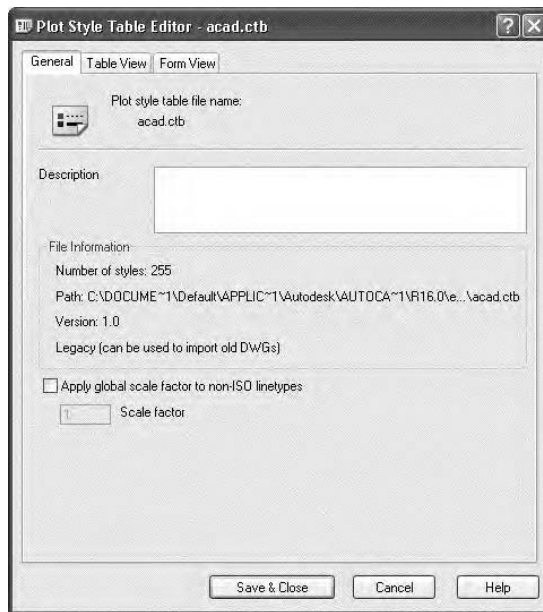 Plot Style Table Editor - acad.ctb
General Table View Form View
Plot style table file name:
acad.ctb
Description
File Information
Number of styles: 255
Path: C:\DOCUME~1\Default\APPLIC~1\Autodesk\AUTOCA~1\R16.0\e...\acad.ctb
Version: 1.0
Legacy (can be used to import old DWGs)
Apply global scale factor to non-ISO linetypes
1 Scale factor
Save & Close Cancel Help